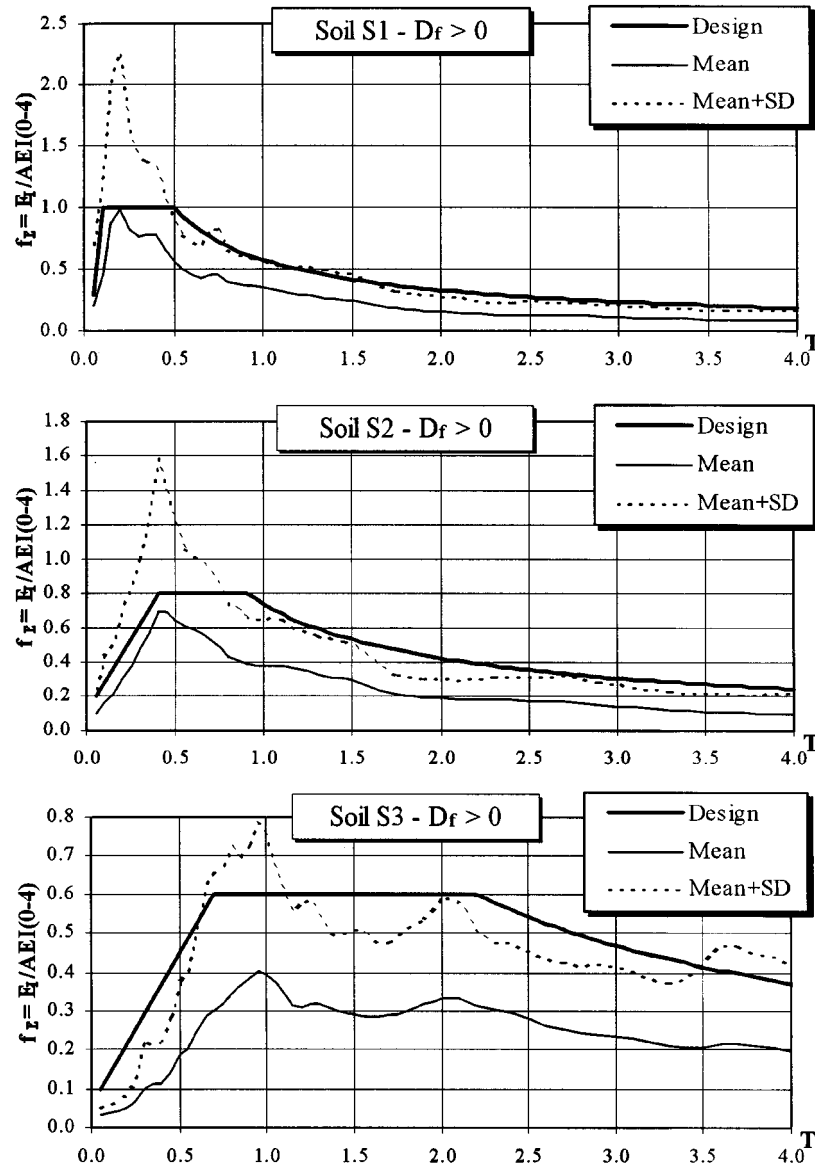 Soil S1 - Df > 0
Design
Mean
Mean+SD
fE = EI/AEI(0-4)
2.5
2.0
1.5
1.0
0.5
0.0
0.0 0.5 1.0 1.5 2.0 2.5 3.0 3.5 4.0
T
Soil S2 - Df > 0
Design
Mean
Mean+SD
fE = EI/AEI(0-4)
1.8
1.6
1.4
1.2
1.0
0.8
0.6
0.4
0.2
0.0
0.0 0.5 1.0 1.5 2.0 2.5 3.0 3.5 4.0
T
Soil S3 - Df > 0
Design
Mean
Mean+SD
fE = EI/AEI(0-4)
0.8
0.7
0.6
0.5
0.4
0.3
0.2
0.1
0.0
0.0 0.5 1.0 1.5 2.0 2.5 3.0 3.5 4.0
T